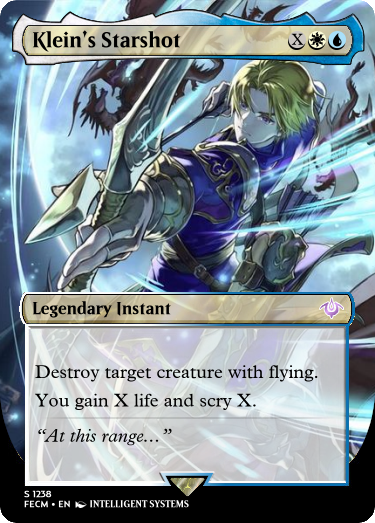 Klein's Starshot X
Legendary Instant
Destroy target creature with flying.
You gain X life and scry X.
“At this range...”
S 1238
FECM • EN INTELLIGENT SYSTEMS